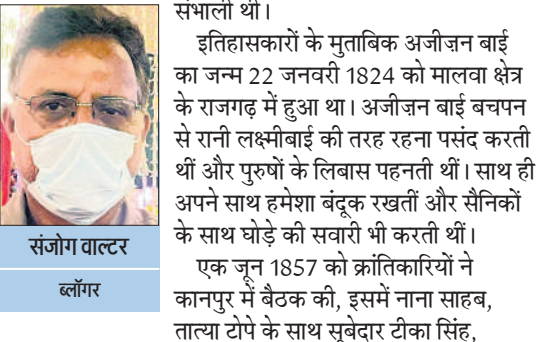 संभाली थी।
इतिहासकारों के मुताबिक अजीज़न बाई
का जन्म 22 जनवरी 1824 को मालवा क्षेत्र
के राजगढ़ में हुआ था। अजीज़न बाई बचपन
से रानी लक्ष्मीबाई की तरह रहना पसंद करती
थीं और पुरुषों के लिबास पहनती थीं। साथ ही
अपने साथ हमेशा बंदूक रखतीं और सैनिकों
के साथ घोड़े की सवारी भी करती थीं।
एक जून 1857 को क्रांतिकारियों ने
कानपुर में बैठक की, इसमें नाना साहब,
तात्या टोपे के साथ सूबेदार टीका सिंह,
संजोग वाल्टर
ब्लॉगर